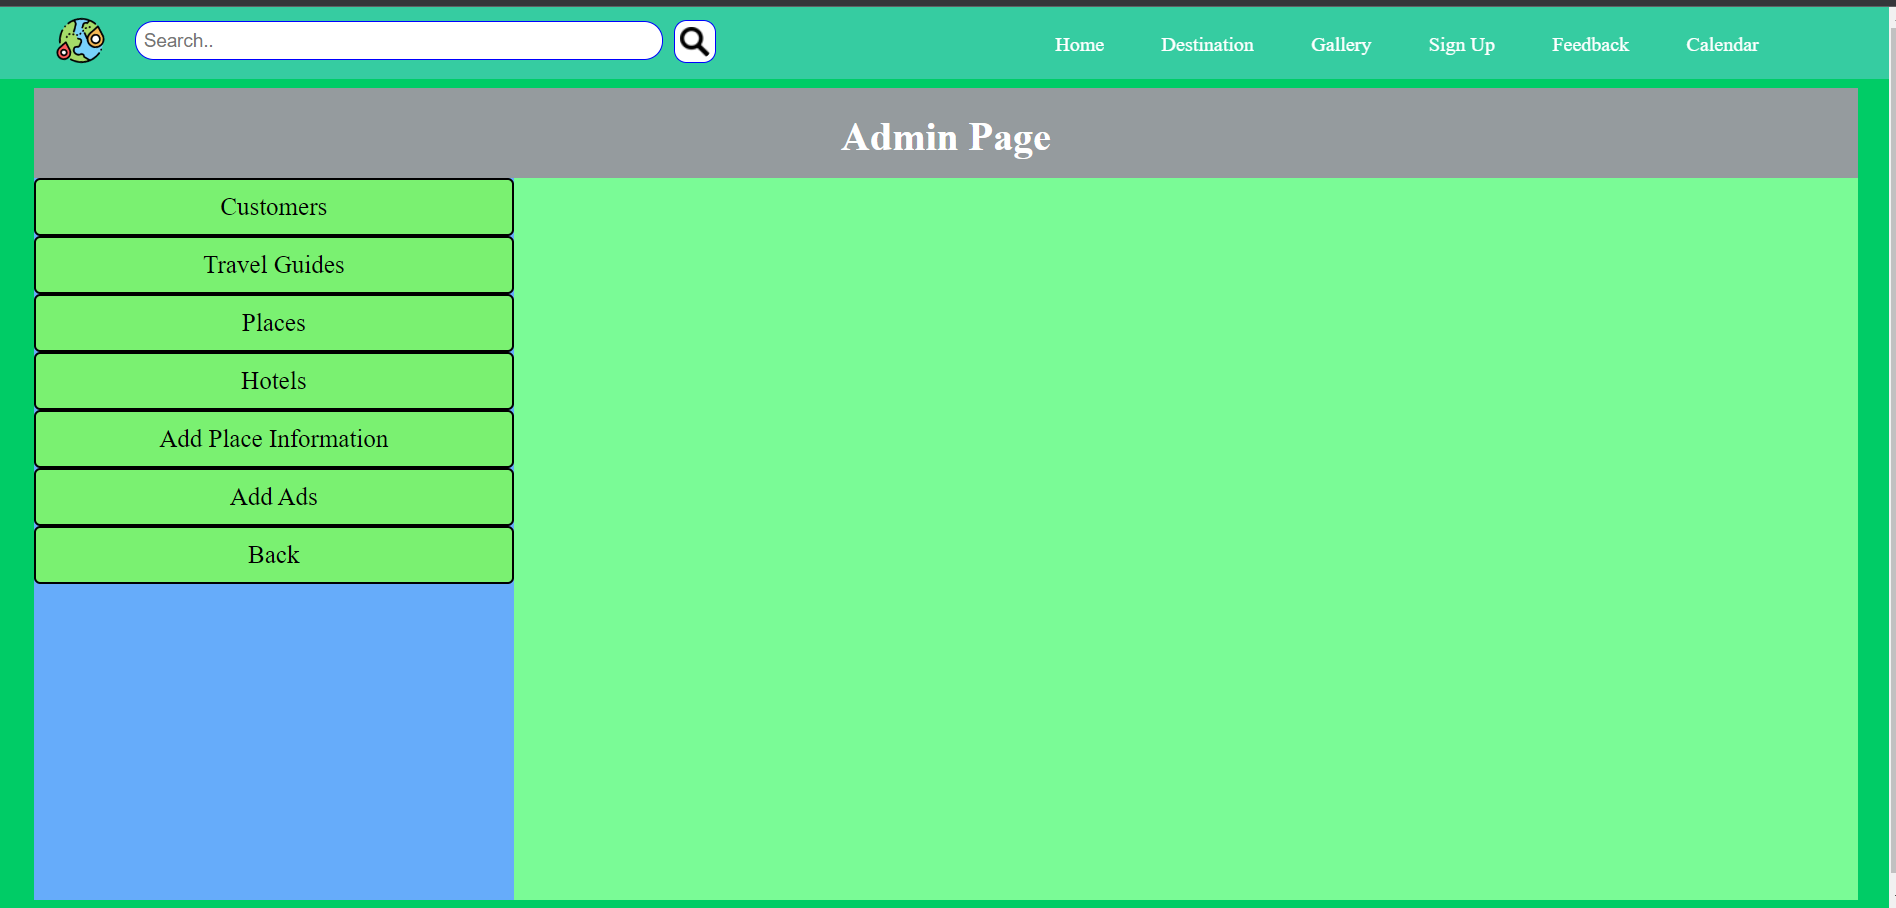 Search..
Home Destination Gallery Sign Up Feedback Calendar
Admin Page
Customers
Travel Guides
Places
Hotels
Add Place Information
Add Ads
Back